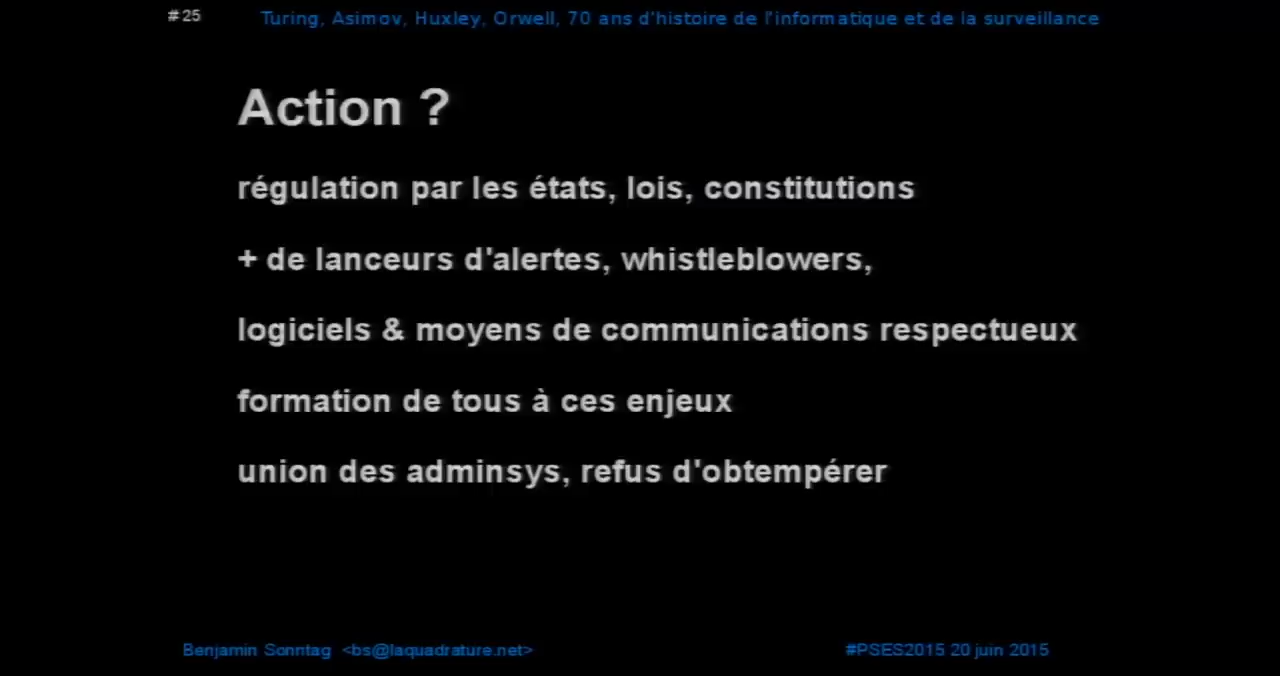 #25
Turing, Asimov, Huxley, Orwell, 70 ans d'histoire de l'informatique et de la surveillance
Action ?
régulation par les états, lois, constitutions
+ de lanceurs d'alertes, whistleblowers,
logiciels & moyens de communications respectueux
formation de tous à ces enjeux
union des adminsys, refus d'obtempérer
Benjamin Sonntag <bs@laquadrature.net>
#PSES2015 20 juin 2015